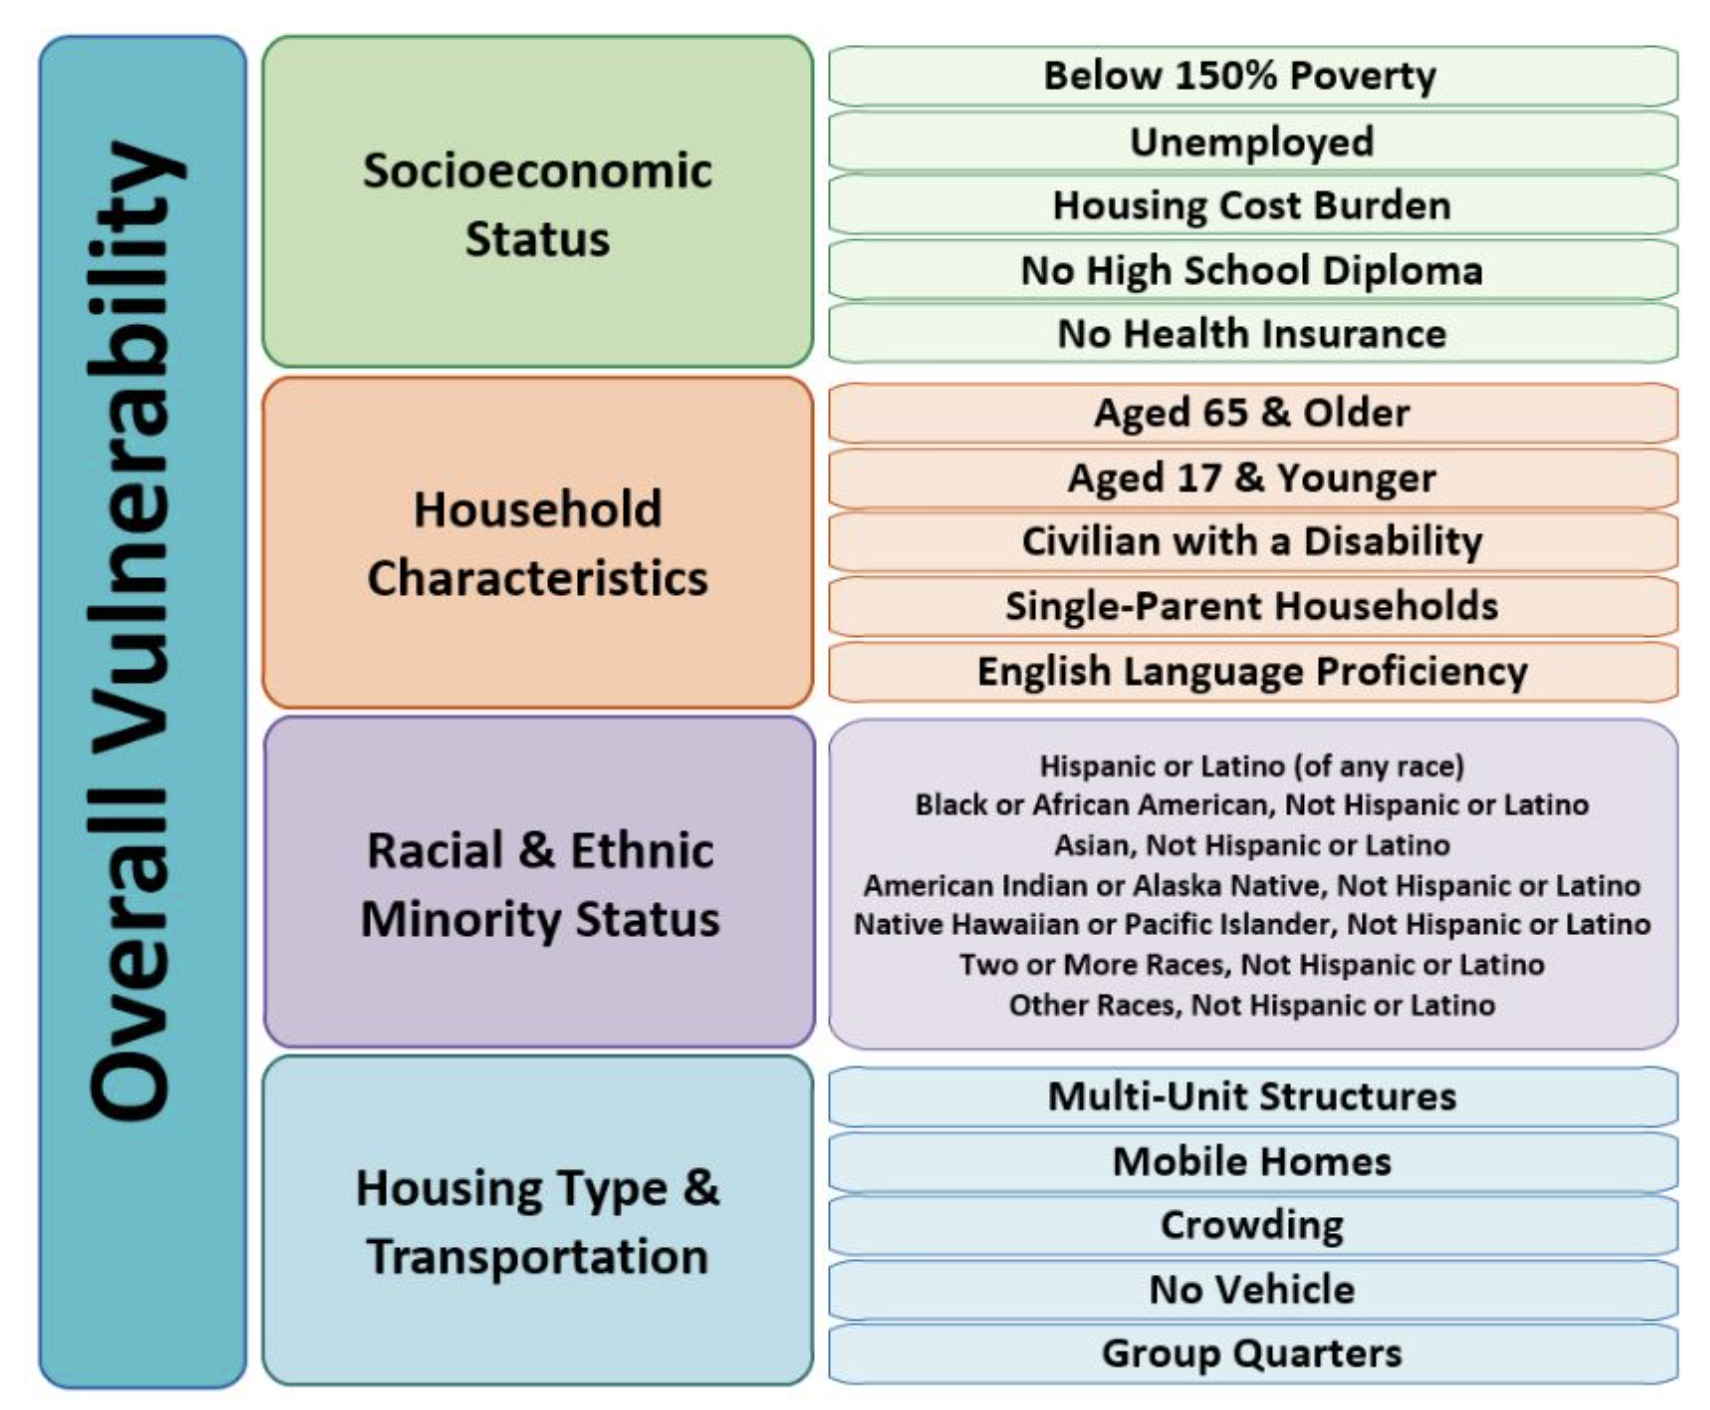 Overall Vulnerability
Socioeconomic
Status
Below 150% Poverty
Unemployed
Housing Cost Burden
No High School Diploma
No Health Insurance
Household
Characteristics
Aged 65 & Older
Aged 17 & Younger
Civilian with a Disability
Single-Parent Households
English Language Proficiency
Racial & Ethnic
Minority Status
Hispanic or Latino (of any race)
Black or African American, Not Hispanic or Latino
Asian, Not Hispanic or Latino
American Indian or Alaska Native, Not Hispanic or Latino
Native Hawaiian or Pacific Islander, Not Hispanic or Latino
Two or More Races, Not Hispanic or Latino
Other Races, Not Hispanic or Latino
Housing Type &
Transportation
Multi-Unit Structures
Mobile Homes
Crowding
No Vehicle
Group Quarters